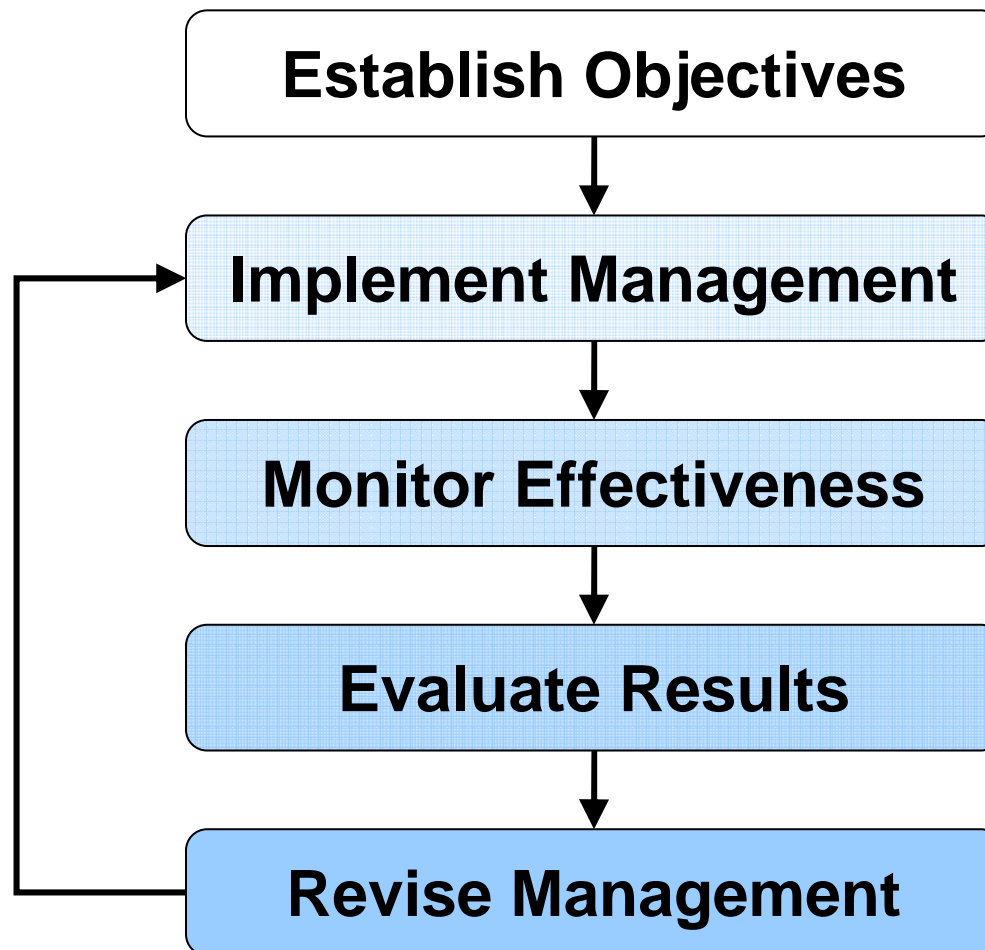 Establish Objectives
Implement Management
Monitor Effectiveness
Evaluate Results
Revise Management